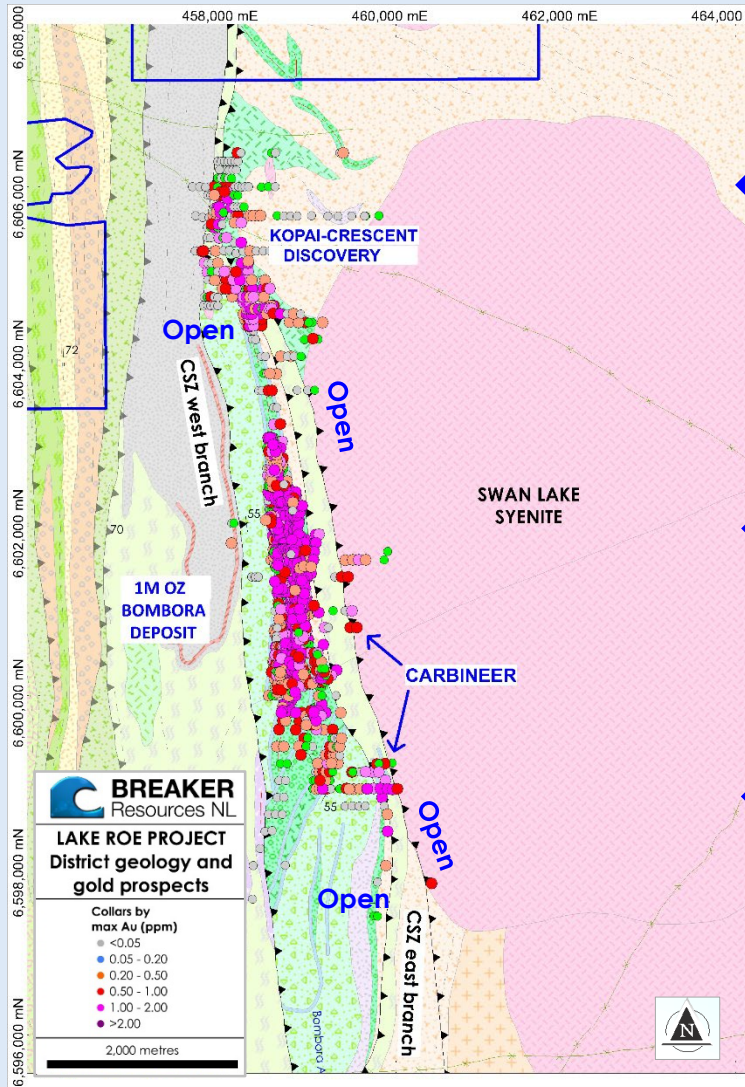 458,000 mE
460,000 mE
462,000 mE
464,000
6,608,000
6,606,000 mN
6,604,000 mN
6,602,000 mN
6,600,000 mN
6,598,000 mN
6,596,000 mN
KOPAI-CRESCENT
DISCOVERY
Open
72
CSZ west branch
Open
SWAN LAKE
SYENITE
55
70
1M OZ
BOMBORA
DEPOSIT
CARBINEER
55
Open
Open
CSZ east branch
Bombora A
BREAKER
Resources NL
LAKE ROE PROJECT
District geology and
gold prospects
Collars by
max Au (ppm)
<0.05
0.05 - 0.20
0.20 - 0.50
0.50 - 1.00
1.00 - 2.00
>2.00
2,000 metres
N